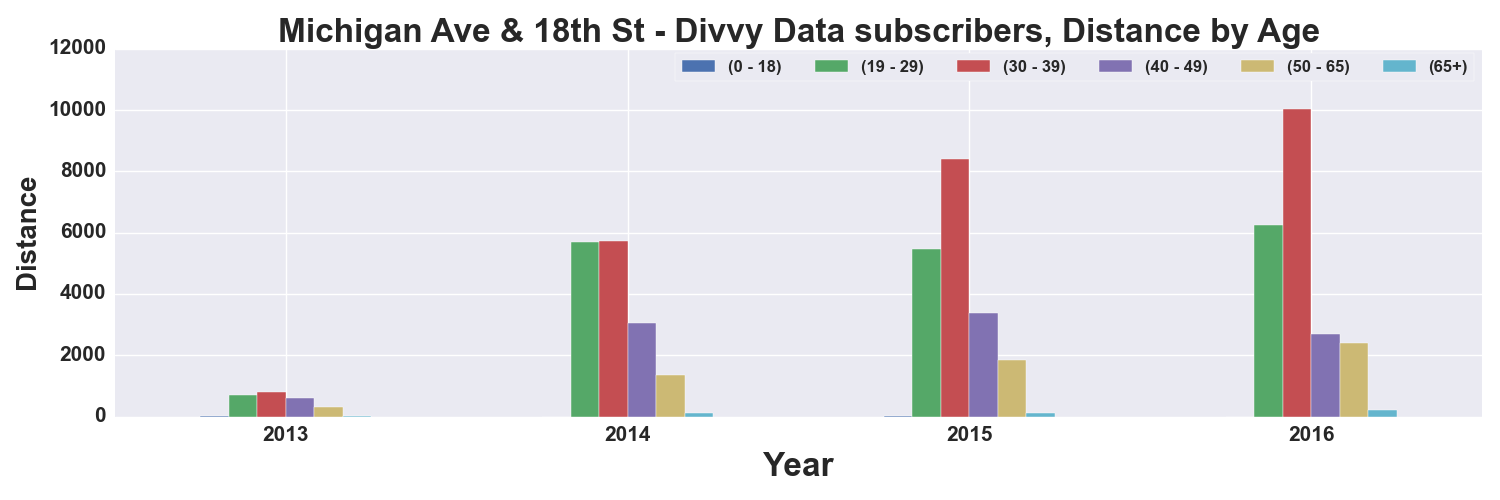 Michigan Ave & 18th St - Divvy Data subscribers, Distance by Age
12000
(0 - 18) (19 - 29) (30 - 39) (40 - 49) (50 - 65) (65+)
10000
8000
6000
4000
2000
0
Distance
2013 2014 2015 2016
Year